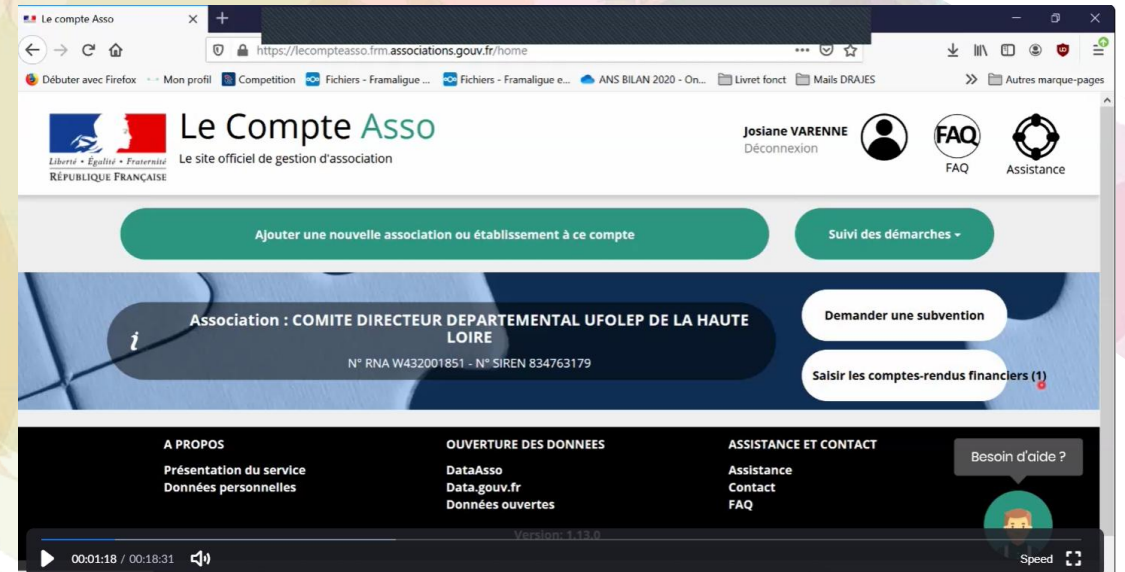 Le compte Asso
https://lecompteasso.frm.associations.gouv.fr/home
Débuter avec Firefox Mon profil Competition Fichiers - Framaligue ... Fichiers - Framaligue e... ANS BILAN 2020 - On... Livret fonct Mails DRAJES Autres marque-pages
Le Compte Asso
Le site officiel de gestion d'association
Liberté • Égalité • Fraternité
RÉPUBLIQUE FRANÇAISE
Josiane VARENNE
Déconnexion
FAQ
FAQ
Assistance
Ajouter une nouvelle association ou établissement à ce compte
Suivi des démarches
i
Association : COMITE DIRECTEUR DEPARTEMENTAL UFOLEP DE LA HAUTE
LOIRE
N° RNA W432001851 - N° SIREN 834763179
Demander une subvention
Saisir les comptes-rendus financiers (1)
A PROPOS
Présentation du service
Données personnelles
OUVERTURE DES DONNEES
DataAsso
Data.gouv.fr
Données ouvertes
ASSISTANCE ET CONTACT
Assistance
Contact
FAQ
Besoin d'aide ?
Version: 1.13.0
00:01:18 / 00:18:31
Speed